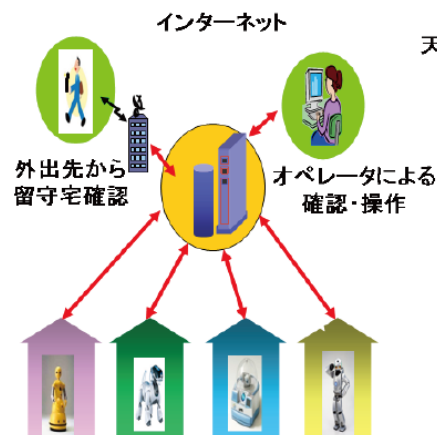 インターネット
天
外出先から
留守宅確認
オペレータによる
確認・操作